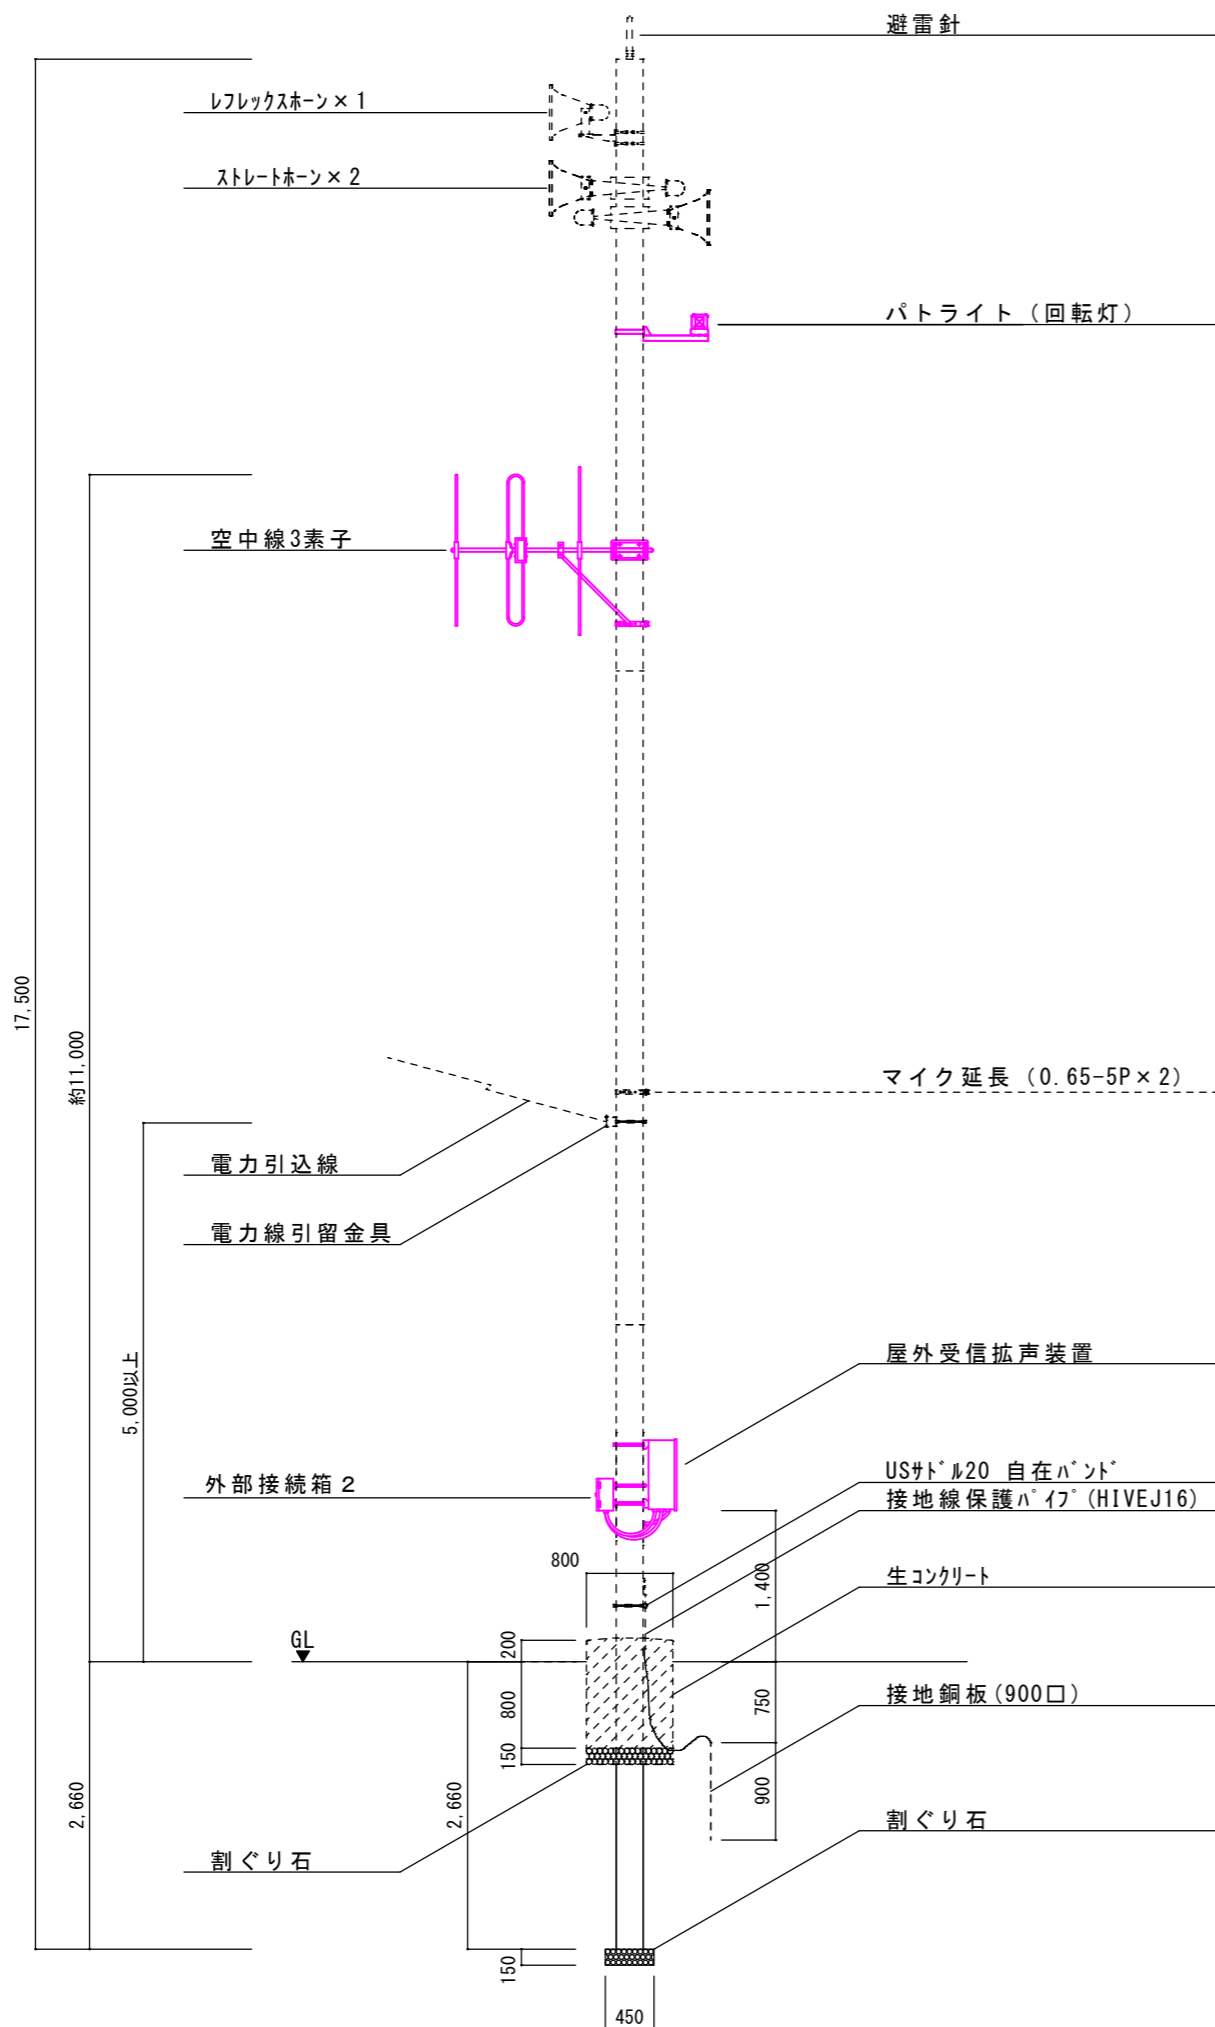 避雷針
ﾚﾌﾚｯｸｽﾎｰﾝ×1
ｽﾄﾚｰﾄﾎｰﾝ×2
パトライト（回転灯）
空中線3素子
17,500
約11,000
マイク延長（0.65-5P×2）
電力引込線
電力線引留金具
5,000以上
屋外受信拡声装置
USｻﾄﾞﾙ20 自在ﾊﾞﾝﾄﾞ
外部接続箱２
接地線保護ﾊﾟｲﾌﾟ(HIVEJ16)
800
1,400
生ｺﾝｸﾘｰﾄ
GL
200
接地銅板(900口)
750
800
150
900
2,660
2,660
割ぐり石
割ぐり石
150
450